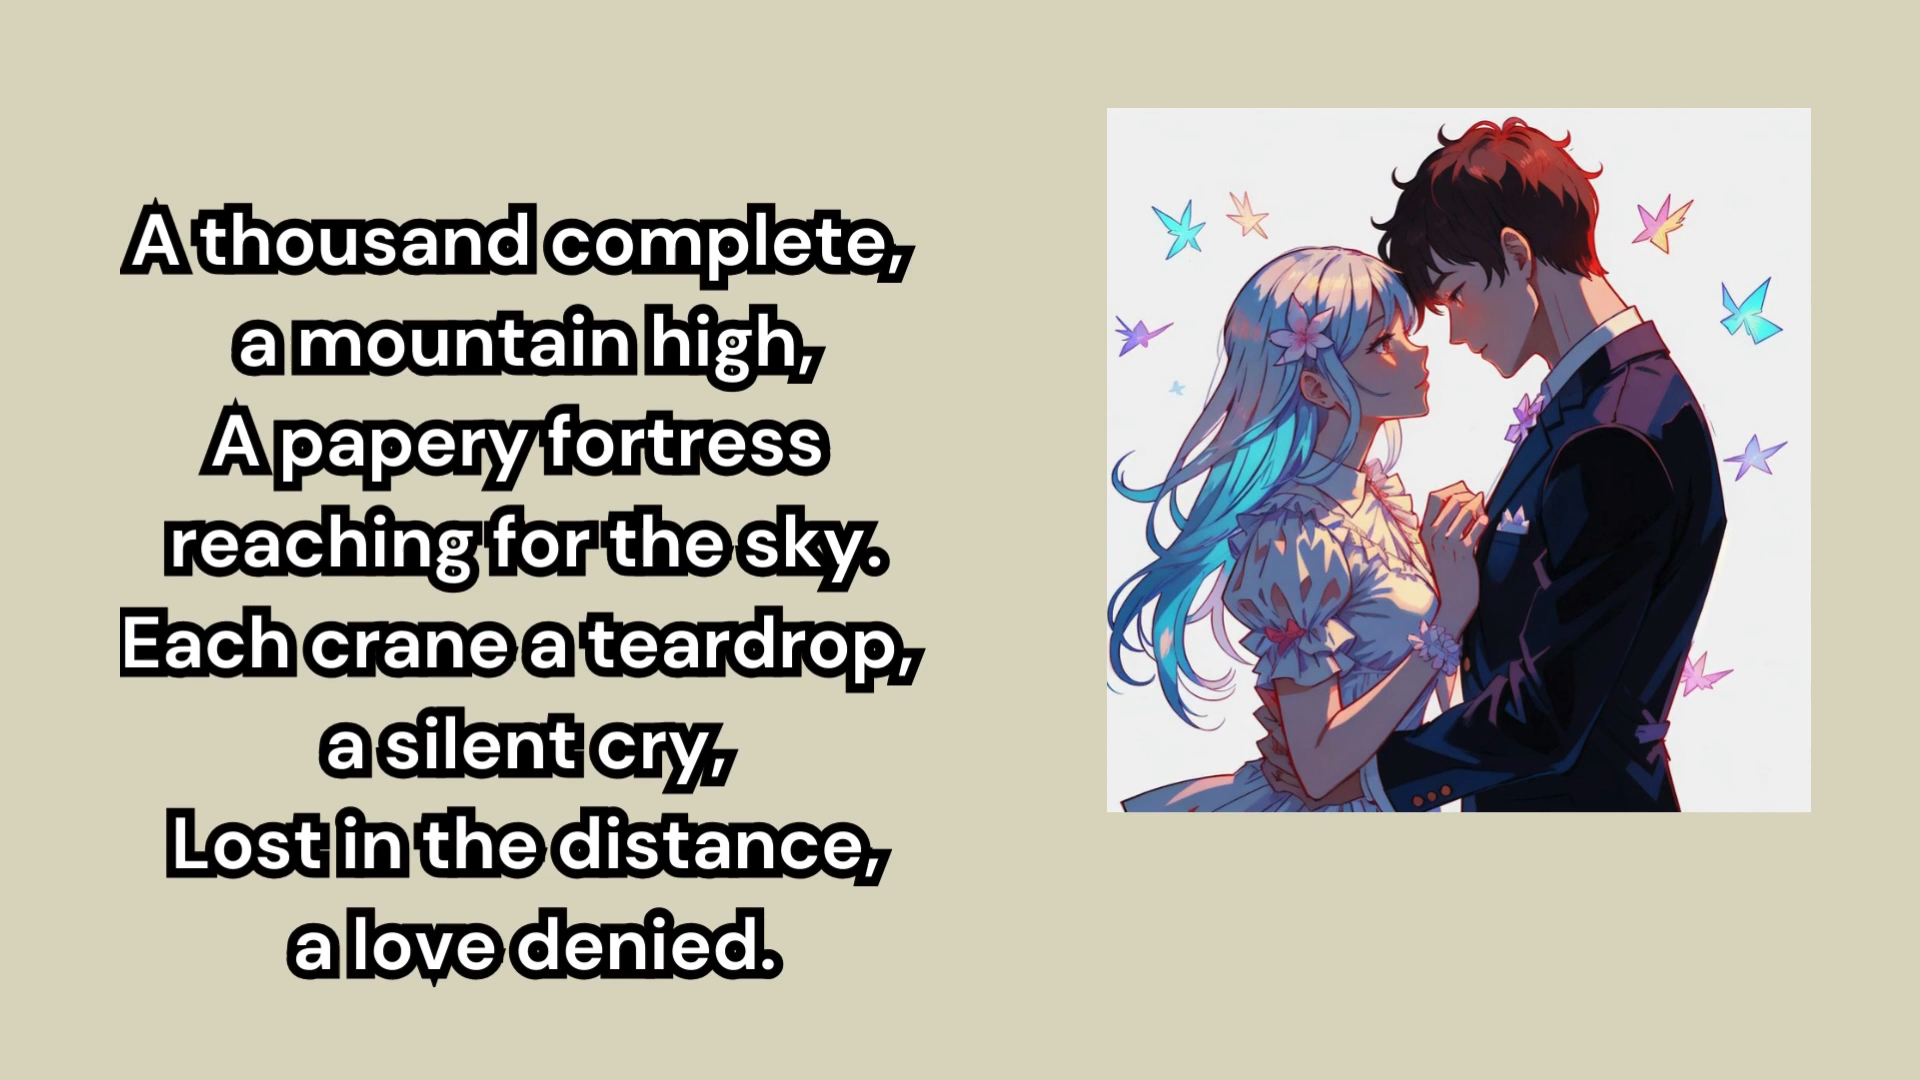 A thousand complete,
a mountain high,
A papery fortress
reaching for the sky.
Each crane a teardrop,
a silent cry,
Lost in the distance,
a love denied.